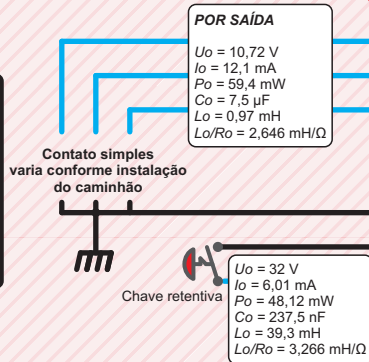 POR SAÍDA
Uo = 10,72 V
Io = 12,1 mA
Po = 59,4 mW
Co = 7,5 µF
Lo = 0,97 mH
Lo/Ro = 2,646 mH/Ω
Contato simples
varia conforme instalação
do caminhão
Chave retentiva
Uo = 32 V
Io = 6,01 mA
Po = 48,12 mW
Co = 237,5 nF
Lo = 39,3 mH
Lo/Ro = 3,266 mH/Ω